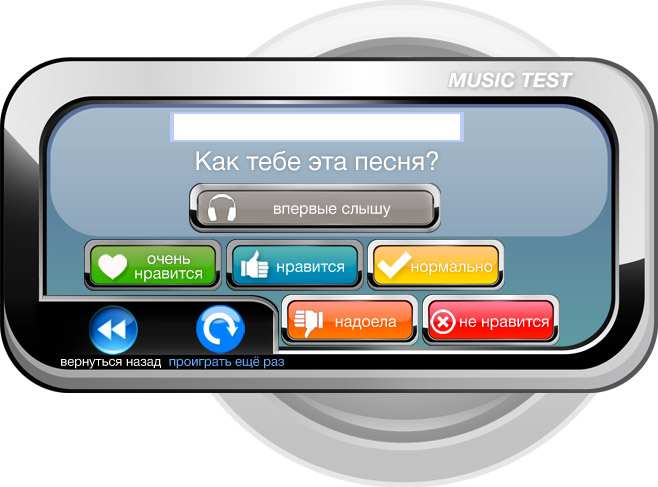 MUSIC TEST
Как тебе эта песня?
впервые слышу
очень
нравится
нравится
нормально
надоела
не нравится
вернуться назад
проиграть ещё раз